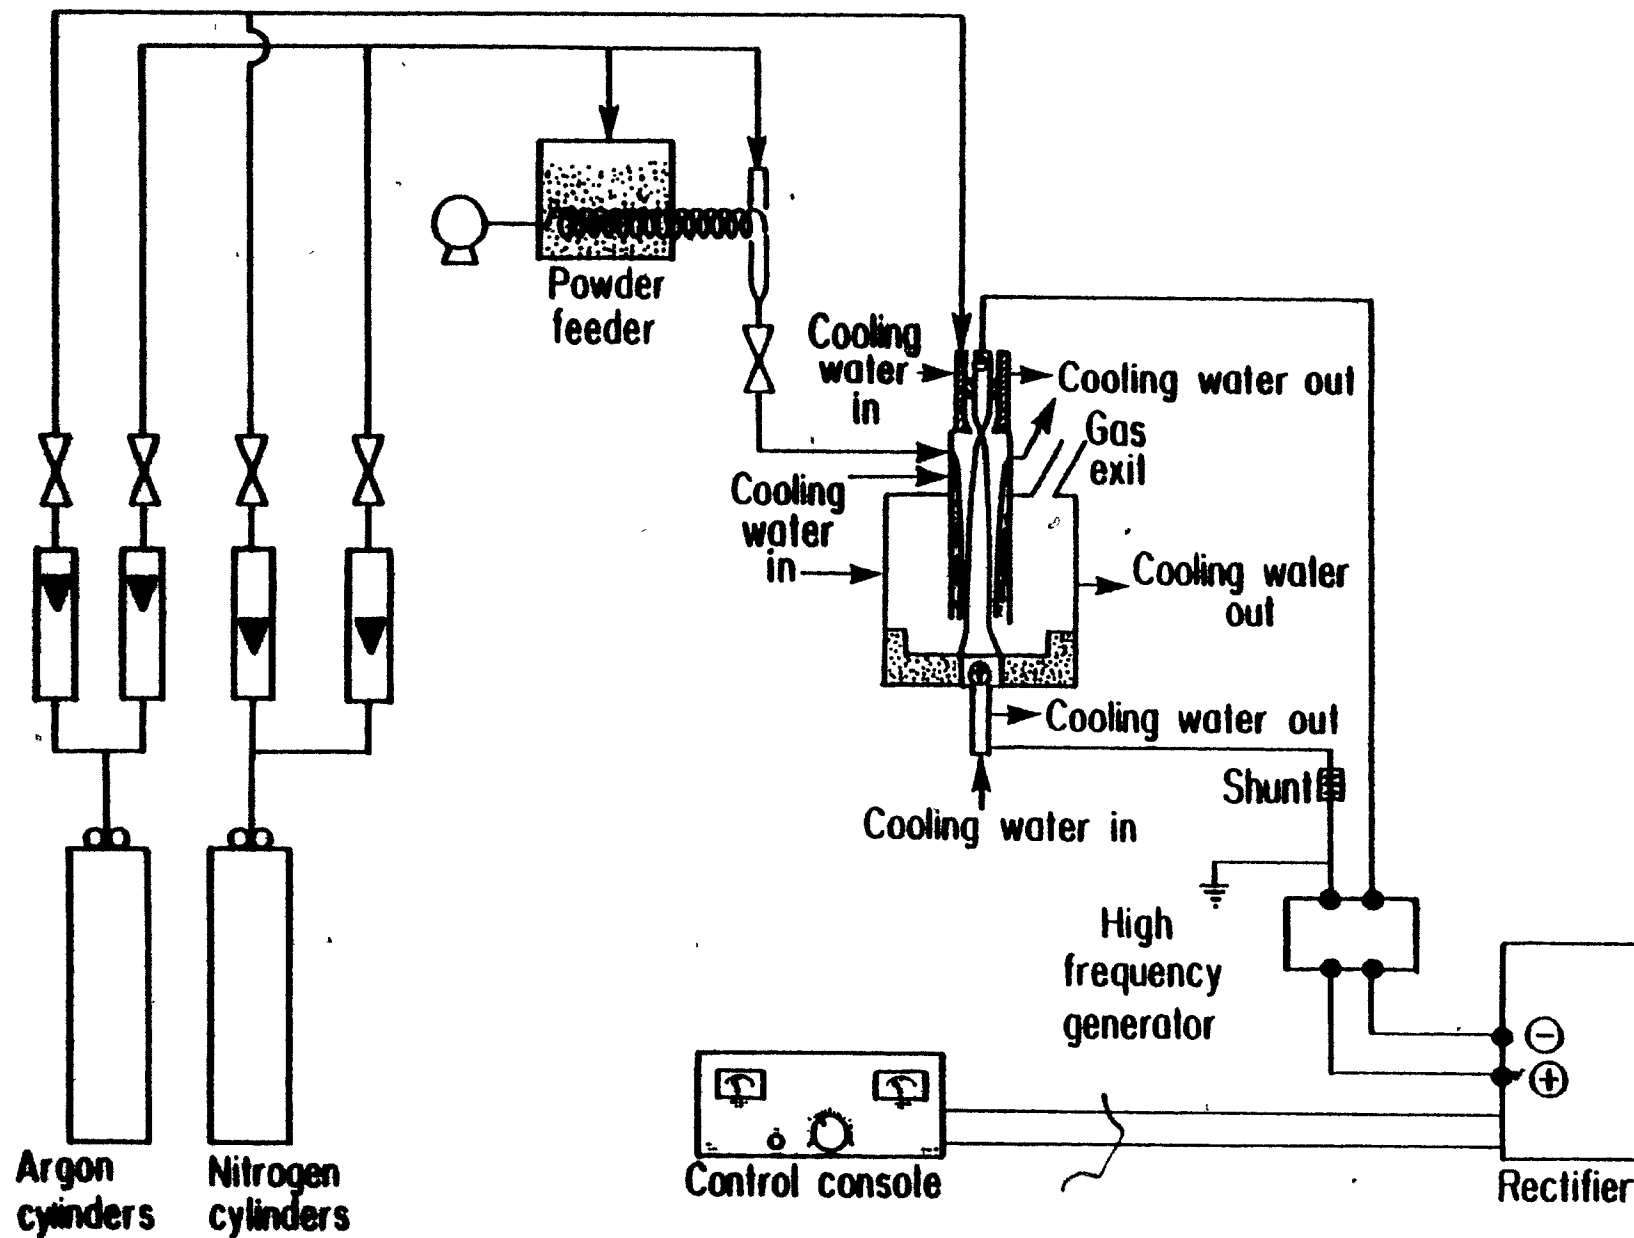 Powder
feeder
Cooling
water
in
Cooling water out
Gas
exit
Cooling
water
in
Cooling water
out
Cooling water out
Shunt
Cooling water in
High
frequency
generator
−
+
Control console
Rectifier
Argon
cylinders
Nitrogen
cylinders